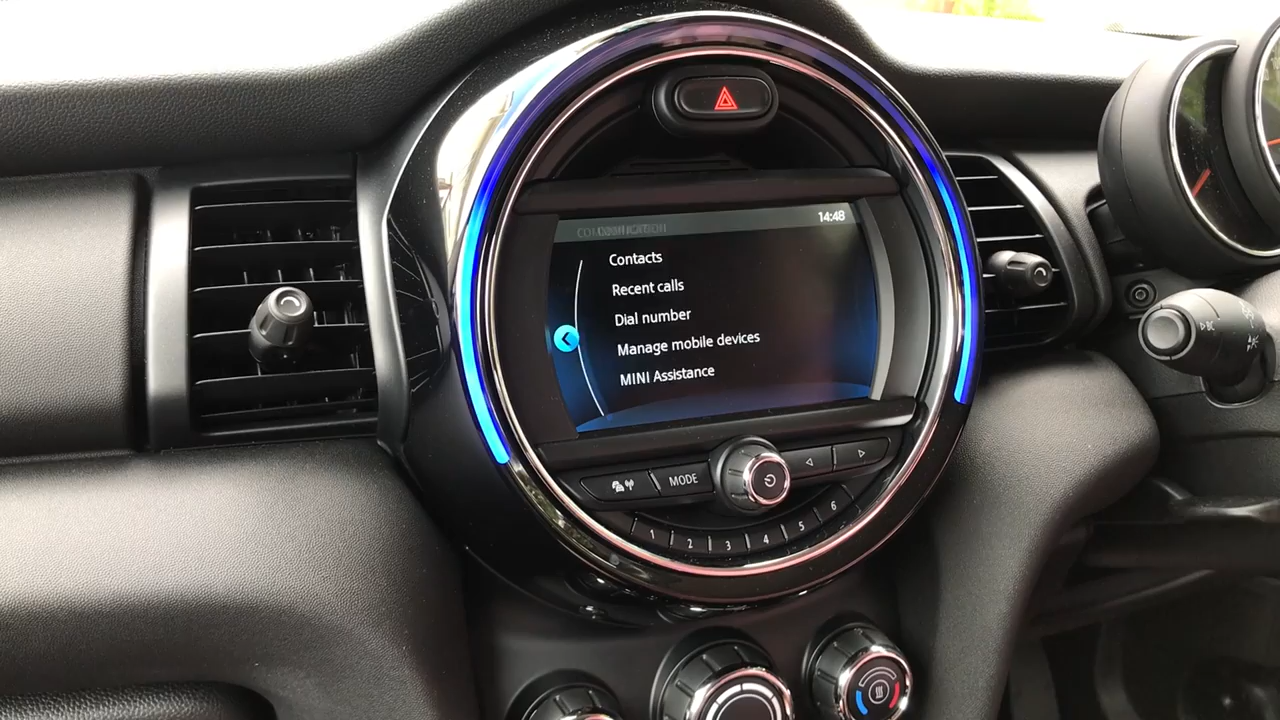 14:48
Contacts
Recent calls
Dial number
Manage mobile devices
MINI Assistance
MODE
1 2 3 4 5 6